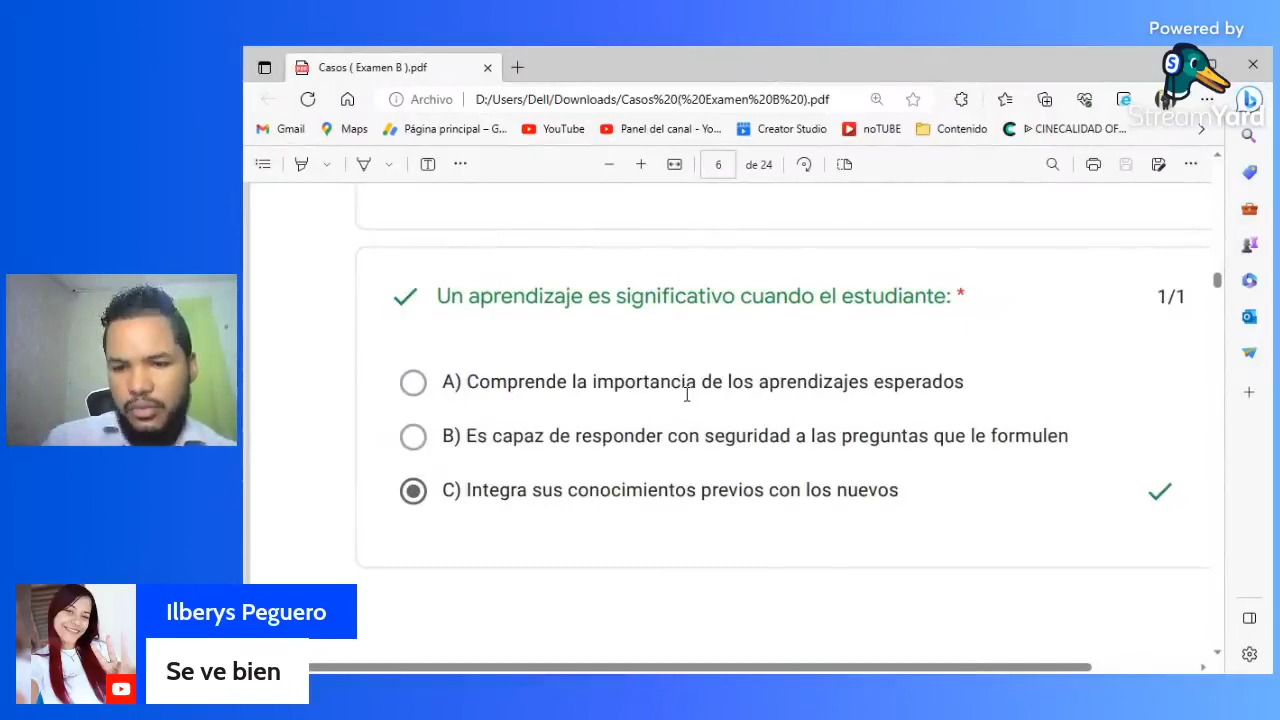 Powered by
StreamYard
Casos ( Examen B ).pdf
Archivo
D:/Users/Dell/Downloads/Casos%20(%20Examen%20B%20).pdf
Gmail
Maps
Página principal – G...
YouTube
Panel del canal - Yo...
Creator Studio
noTUBE
Contenido
ᐅ CINECALIDAD OF...
6
de 24
Un aprendizaje es significativo cuando el estudiante: *
1/1
A) Comprende la importancia de los aprendizajes esperados
B) Es capaz de responder con seguridad a las preguntas que le formulen
C) Integra sus conocimientos previos con los nuevos
Ilberys Peguero
Se ve bien